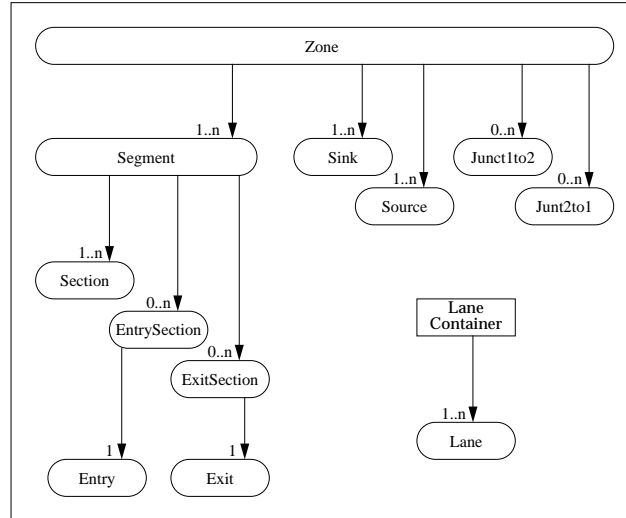 Zone
1..n
1..n
0..n
Segment
Sink
Junct1to2
1..n
0..n
Source
Junt2to1
1..n
Section
0..n
EntrySection
Lane
Container
0..n
ExitSection
1..n
Lane
1
1
Entry
Exit